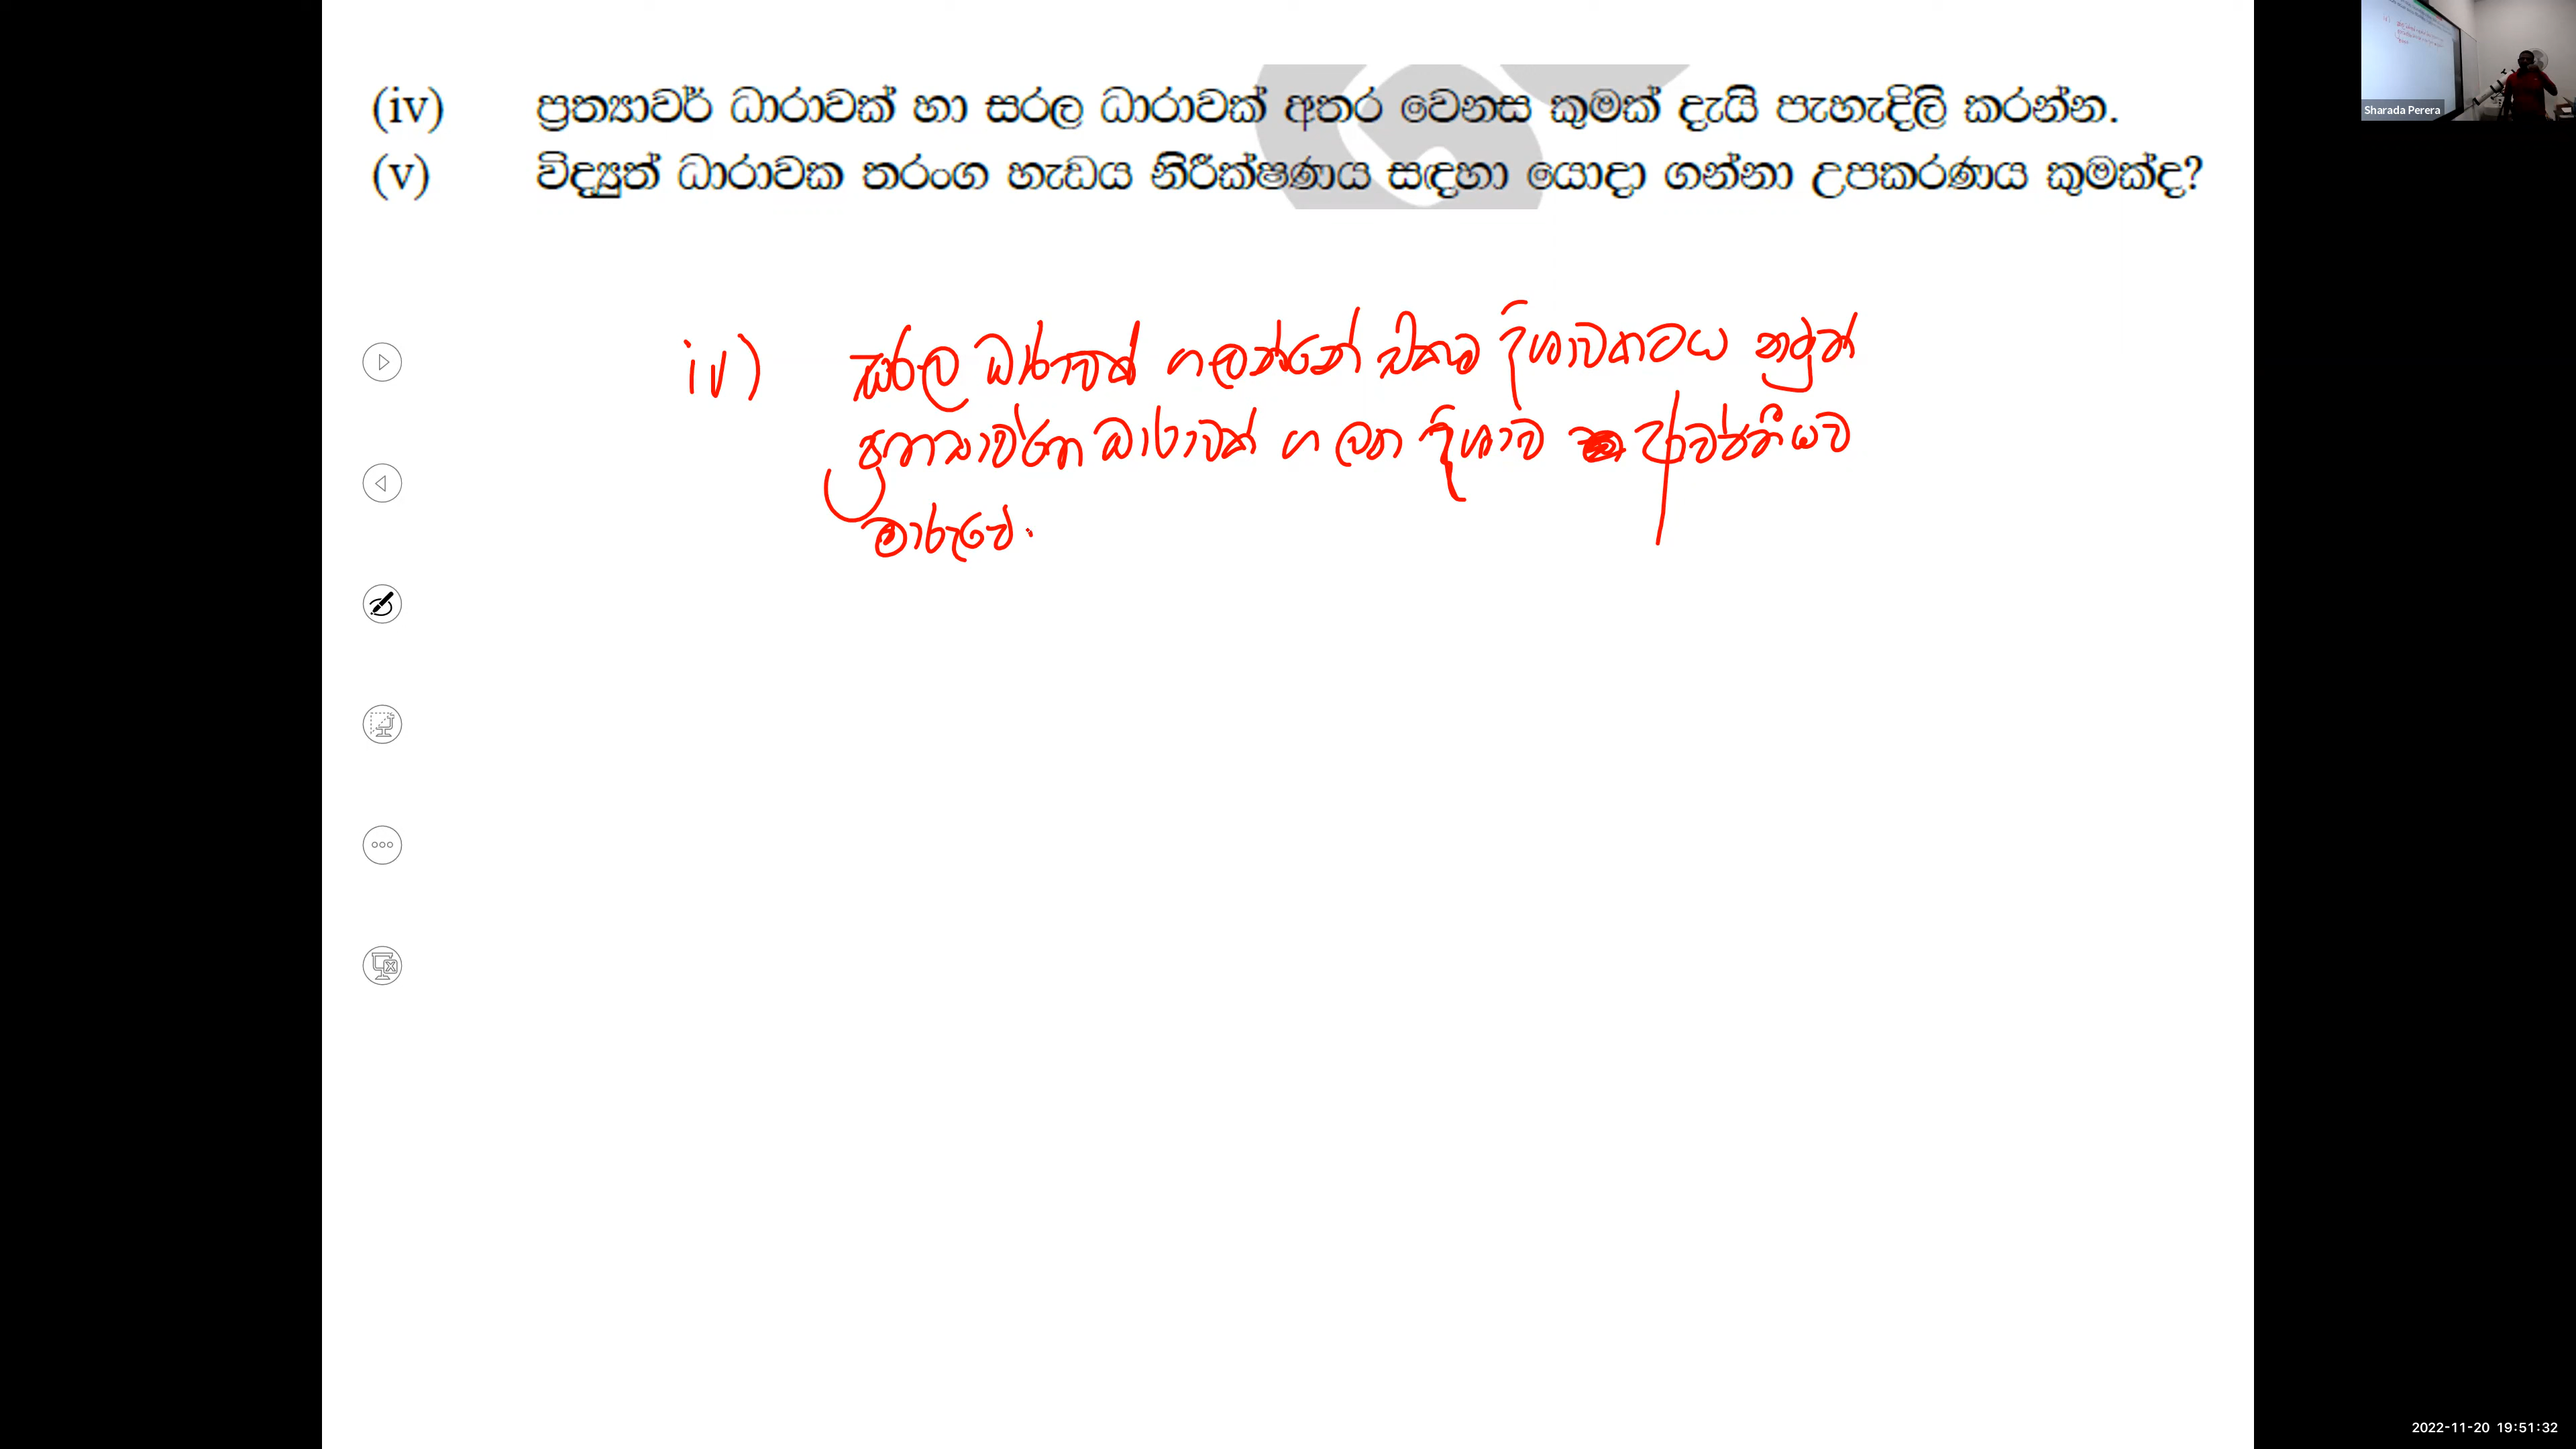 Sharada Perera
(iv) ප්‍රත්‍යාවර් ධාරාවක් හා සරල ධාරාවක් අතර වෙනස කුමක් දැයි පැහැදිලි කරන්න.
(v) විද්‍යුත් ධාරාවක තරංග හැඩය නිරීක්ෂණය සඳහා යොදා ගන්නා උපකරණය කුමක්ද?
iv) සරල ධාරාවක් ගලන්නේ එකම දිශාවකටය නමුත්
ප්‍රත්‍යාවර්ත ධාරාවක් ගලන දිශාව ආවර්තීයව
මාරුවේ.
2022-11-20 19:51:32